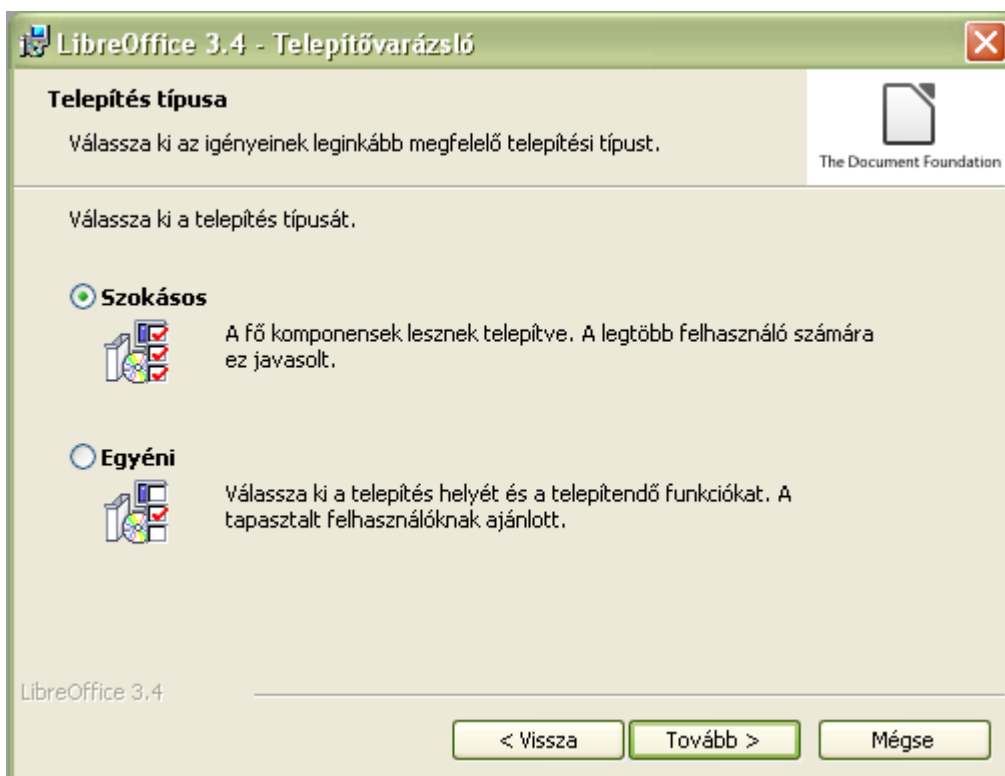 LibreOffice 3.4 - Telepítővarázsló
Telepítés típusa
Válassza ki az igényeinek leginkább megfelelő telepítési típust.
The Document Foundation
Válassza ki a telepítés típusát.
Szokásos
A fő komponensek lesznek telepítve. A legtöbb felhasználó számára
ez javasolt.
Egyéni
Válassza ki a telepítés helyét és a telepítendő funkciókat. A
tapasztalt felhasználóknak ajánlott.
LibreOffice 3.4
< Vissza
Tovább >
Mégse